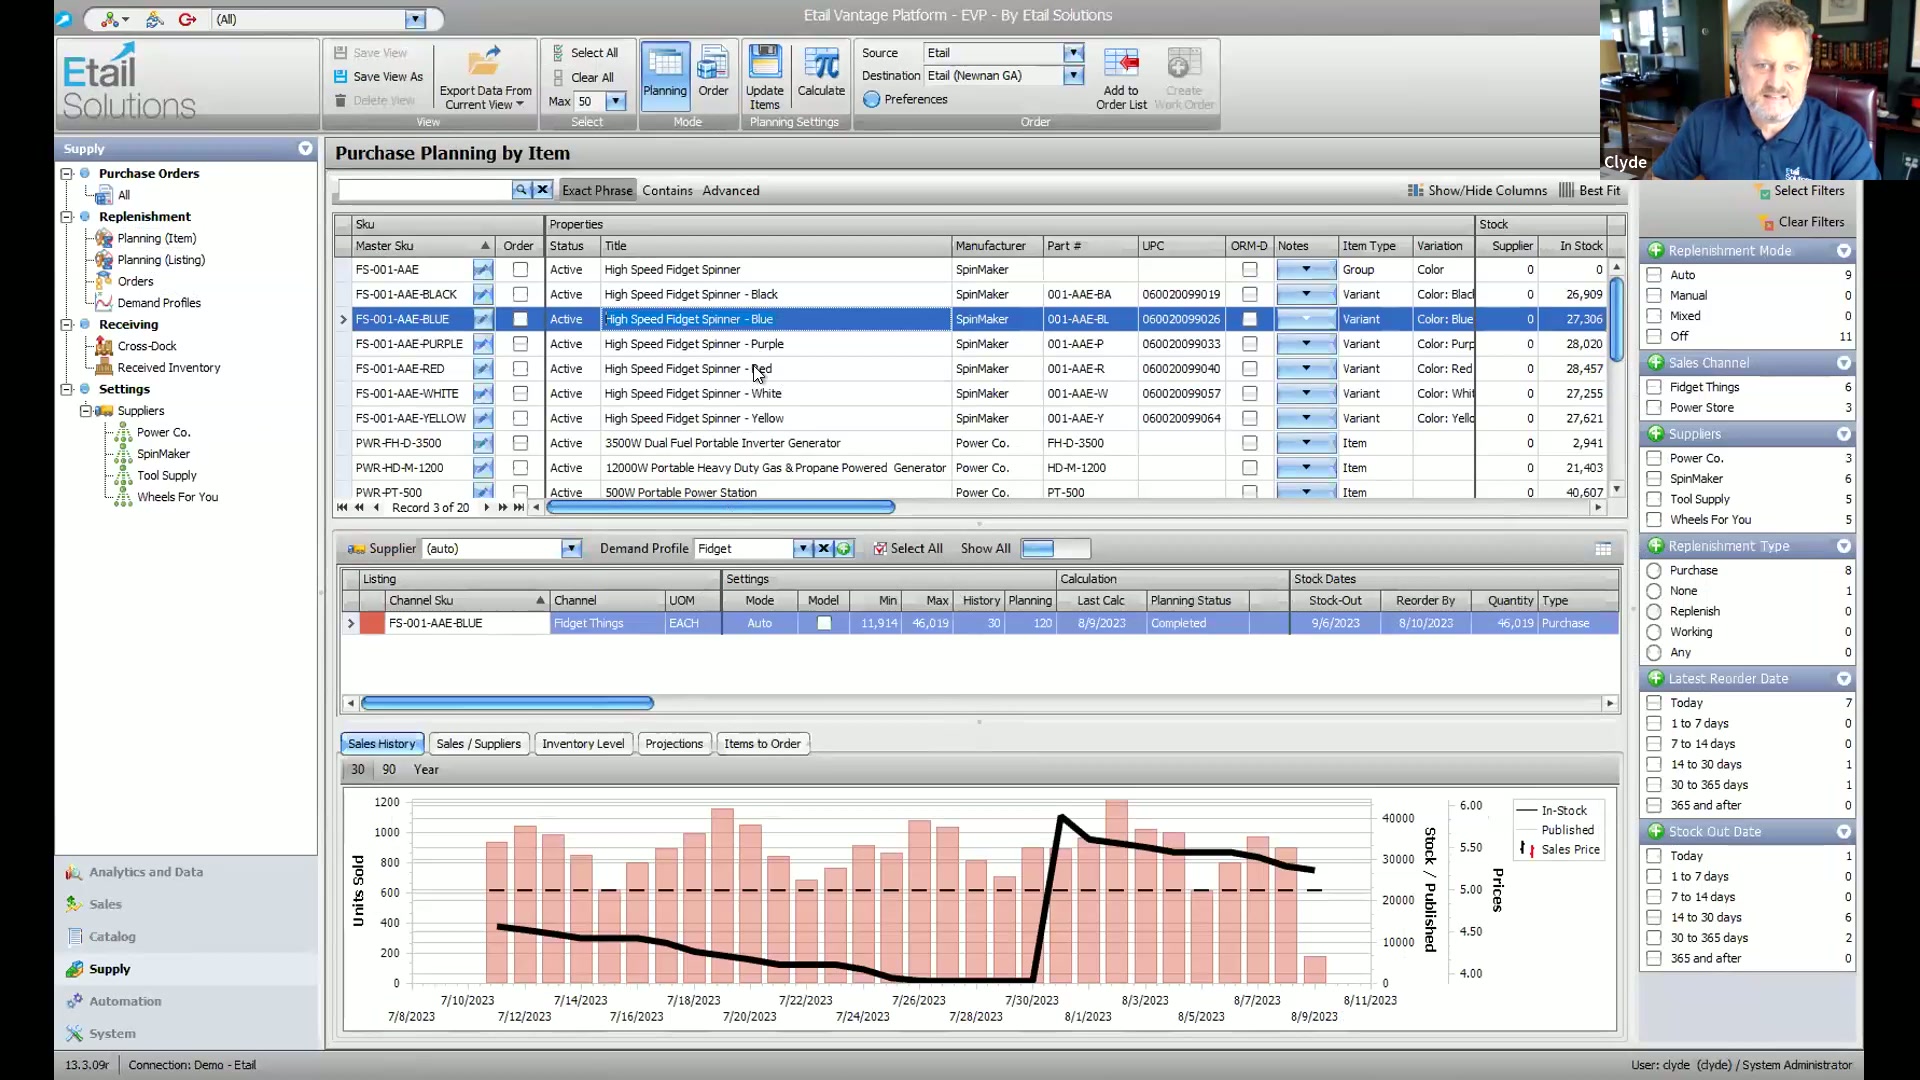 (All)
Etail Vantage Platform - EVP - By Etail Solutions
Etail Solutions
Save View
Save View As
Delete View
Export Data From Current View
View
Select All
Clear All
Max 50
Select
Planning
Order
Mode
Update Items
Calculate
Planning Settings
Source Etail
Destination Etail (Newnan GA)
Preferences
Add to Order List
Create Work Order
Order
Clyde
Supply
Purchase Orders
All
Replenishment
Planning (Item)
Planning (Listing)
Orders
Demand Profiles
Receiving
Cross-Dock
Received Inventory
Settings
Suppliers
Power Co.
SpinMaker
Tool Supply
Wheels For You
Analytics and Data
Sales
Catalog
Supply
Automation
System
Purchase Planning by Item
Exact Phrase Contains Advanced
Show/Hide Columns Best Fit
Sku Properties Stock
Master Sku Order Status Title Manufacturer Part # UPC ORM-D Notes Item Type Variation Supplier In Stock
FS-001-AAE Active High Speed Fidget Spinner SpinMaker Group Color 0 0
FS-001-AAE-BLACK Active High Speed Fidget Spinner - Black SpinMaker 001-AAE-BA 060020099019 Variant Color: Blac 0 26,909
FS-001-AAE-BLUE Active High Speed Fidget Spinner - Blue SpinMaker 001-AAE-BL 060020099026 Variant Color: Blue 0 27,306
FS-001-AAE-PURPLE Active High Speed Fidget Spinner - Purple SpinMaker 001-AAE-P 060020099033 Variant Color: Purp 0 28,020
FS-001-AAE-RED Active High Speed Fidget Spinner - Red SpinMaker 001-AAE-R 060020099040 Variant Color: Red 0 28,457
FS-001-AAE-WHITE Active High Speed Fidget Spinner - White SpinMaker 001-AAE-W 060020099057 Variant Color: Whit 0 27,255
FS-001-AAE-YELLOW Active High Speed Fidget Spinner - Yellow SpinMaker 001-AAE-Y 060020099064 Variant Color: Yello 0 27,621
PWR-FH-D-3500 Active 3500W Dual Fuel Portable Inverter Generator Power Co. FH-D-3500 Item 0 2,941
PWR-HD-M-1200 Active 12000W Portable Heavy Duty Gas & Propane Powered Generator Power Co. HD-M-1200 Item 0 21,403
PWR-PT-500 Active 500W Portable Power Station Power Co. PT-500 Item 0 40,607
Record 3 of 20
Supplier (auto) Demand Profile Fidget Select All Show All
Listing Settings Calculation Stock Dates
Channel Sku Channel UOM Mode Model Min Max History Planning Last Calc Planning Status Stock-Out Reorder By Quantity Type
FS-001-AAE-BLUE Fidget Things EACH Auto 11,914 46,019 30 120 8/9/2023 Completed 9/6/2023 8/10/2023 46,019 Purchase
Sales History Sales / Suppliers Inventory Level Projections Items to Order
30 90 Year
Units Sold
1200
1000
800
600
400
200
0
40000
30000
20000
10000
0
Stock / Published
6.00
5.50
5.00
4.50
4.00
Prices
In-Stock
Published
Sales Price
7/10/2023 7/14/2023 7/18/2023 7/22/2023 7/26/2023 7/30/2023 8/3/2023 8/7/2023 8/11/2023
7/8/2023 7/12/2023 7/16/2023 7/20/2023 7/24/2023 7/28/2023 8/1/2023 8/5/2023 8/9/2023
Select Filters
Clear Filters
Replenishment Mode
Auto 9
Manual 0
Mixed 0
Off 11
Sales Channel
Fidget Things 6
Power Store 3
Suppliers
Power Co. 3
SpinMaker 6
Tool Supply 5
Wheels For You 5
Replenishment Type
Purchase 8
None 1
Replenish 0
Working 0
Any 0
Latest Reorder Date
Today 7
1 to 7 days 0
7 to 14 days 0
14 to 30 days 1
30 to 365 days 1
365 and after 0
Stock Out Date
Today 1
1 to 7 days 0
7 to 14 days 0
14 to 30 days 6
30 to 365 days 2
365 and after 0
13.3.09r Connection: Demo - Etail
User: clyde (clyde) / System Administrator